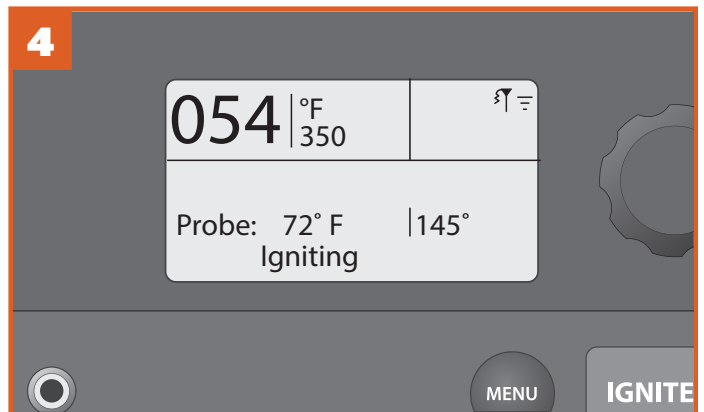 4
054 °F
350
Probe: 72° F 145°
Igniting
MENU
IGNITE